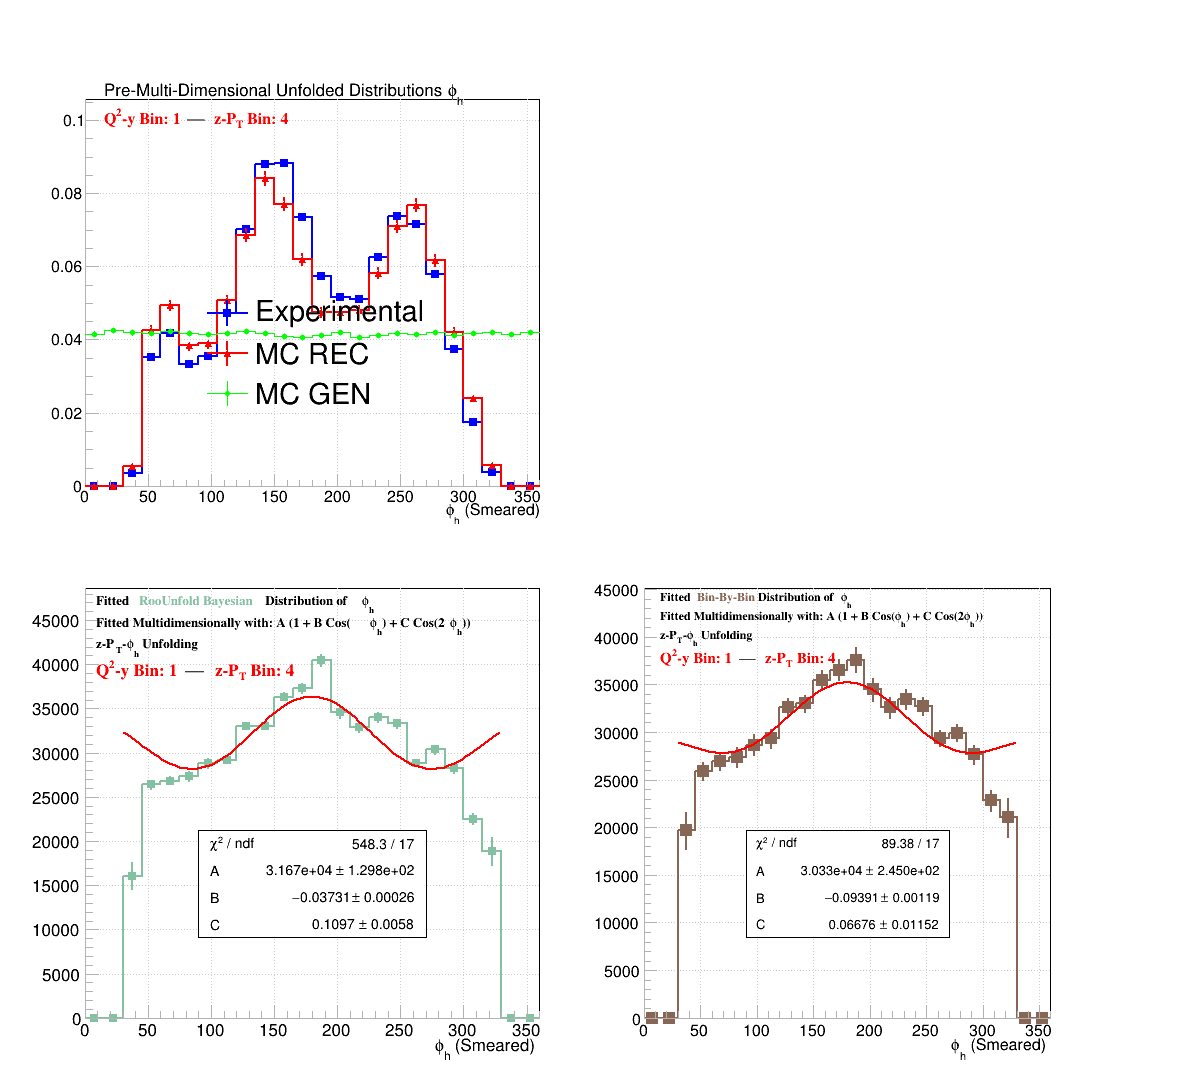 Pre-Multi-Dimensional Unfolded Distributions ϕh
Q2-y Bin: 1 — z-PT Bin: 4
0.1
0.08
0.06
0.04
0.02
0
Experimental
MC REC
MC GEN
0 50 100 150 200 250 300 350
ϕh (Smeared)
Fitted RooUnfold Bayesian Distribution of ϕh
Fitted Multidimensionally with: A (1 + B Cos( ϕh) + C Cos(2 ϕh))
z-PT-ϕh Unfolding
Q2-y Bin: 1 — z-PT Bin: 4
45000
40000
35000
30000
25000
20000
15000
10000
5000
0
χ2 / ndf 548.3 / 17
A 3.167e+04 ± 1.298e+02
B −0.03731 ± 0.00026
C 0.1097 ± 0.0058
0 50 100 150 200 250 300 350
ϕh (Smeared)
Fitted Bin-By-Bin Distribution of ϕh
Fitted Multidimensionally with: A (1 + B Cos(ϕh) + C Cos(2ϕh))
z-PT-ϕh Unfolding
Q2-y Bin: 1 — z-PT Bin: 4
45000
40000
35000
30000
25000
20000
15000
10000
5000
0
χ2 / ndf 89.38 / 17
A 3.033e+04 ± 2.450e+02
B −0.09391 ± 0.00119
C 0.06676 ± 0.01152
0 50 100 150 200 250 300 350
ϕh (Smeared)